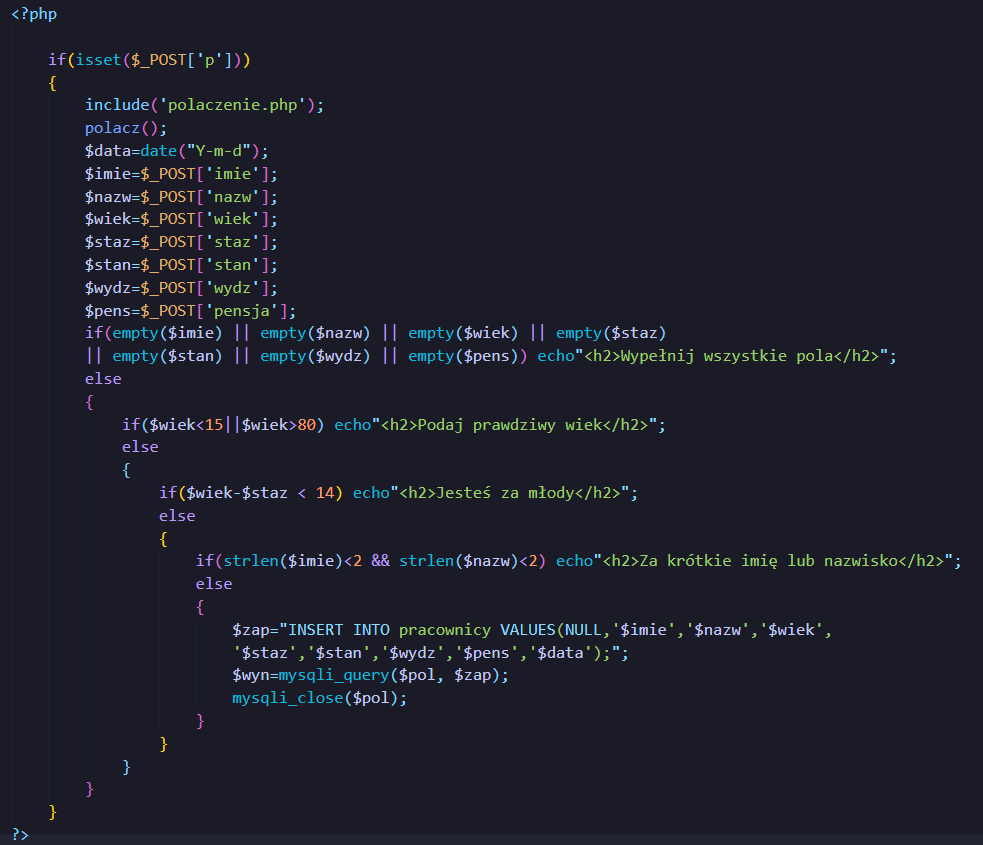 <?php
if(isset($_POST['p']))
{
include('polaczenie.php');
polacz();
$data=date("Y-m-d");
$imie=$_POST['imie'];
$nazw=$_POST['nazw'];
$wiek=$_POST['wiek'];
$staz=$_POST['staz'];
$stan=$_POST['stan'];
$wydz=$_POST['wydz'];
$pens=$_POST['pensja'];
if(empty($imie) || empty($nazw) || empty($wiek) || empty($staz)
|| empty($stan) || empty($wydz) || empty($pens)) echo"<h2>Wypełnij wszystkie pola</h2>";
else
{
if($wiek<15||$wiek>80) echo"<h2>Podaj prawdziwy wiek</h2>";
else
{
if($wiek-$staz < 14) echo"<h2>Jesteś za młody</h2>";
else
{
if(strlen($imie)<2 && strlen($nazw)<2) echo"<h2>Za krótkie imię lub nazwisko</h2>";
else
{
$zap="INSERT INTO pracownicy VALUES(NULL,'$imie','$nazw','$wiek',
'$staz','$stan','$wydz','$pens','$data');";
$wyn=mysqli_query($pol, $zap);
mysqli_close($pol);
}
}
}
}
}
?>